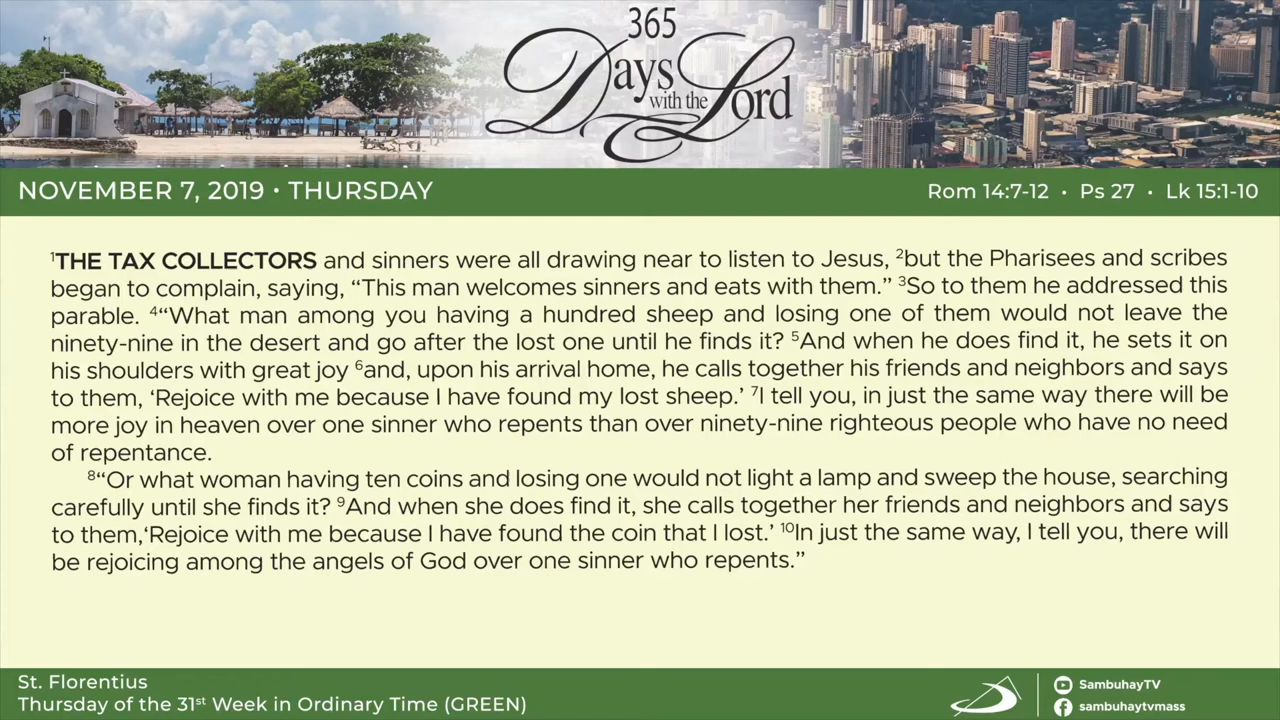 365
Days with the Lord
NOVEMBER 7, 2019 • THURSDAY
Rom 14:7-12 • Ps 27 • Lk 15:1-10
¹THE TAX COLLECTORS and sinners were all drawing near to listen to Jesus, ²but the Pharisees and scribes
began to complain, saying, “This man welcomes sinners and eats with them.” ³So to them he addressed this
parable. ⁴“What man among you having a hundred sheep and losing one of them would not leave the
ninety-nine in the desert and go after the lost one until he finds it? ⁵And when he does find it, he sets it on
his shoulders with great joy ⁶and, upon his arrival home, he calls together his friends and neighbors and says
to them, ‘Rejoice with me because I have found my lost sheep.’ ⁷I tell you, in just the same way there will be
more joy in heaven over one sinner who repents than over ninety-nine righteous people who have no need
of repentance.
⁸“Or what woman having ten coins and losing one would not light a lamp and sweep the house, searching
carefully until she finds it? ⁹And when she does find it, she calls together her friends and neighbors and says
to them,‘Rejoice with me because I have found the coin that I lost.’ ¹⁰In just the same way, I tell you, there will
be rejoicing among the angels of God over one sinner who repents.”
St. Florentius
Thursday of the 31ˢᵗ Week in Ordinary Time (GREEN)
SambuhayTV
sambuhaytvmass